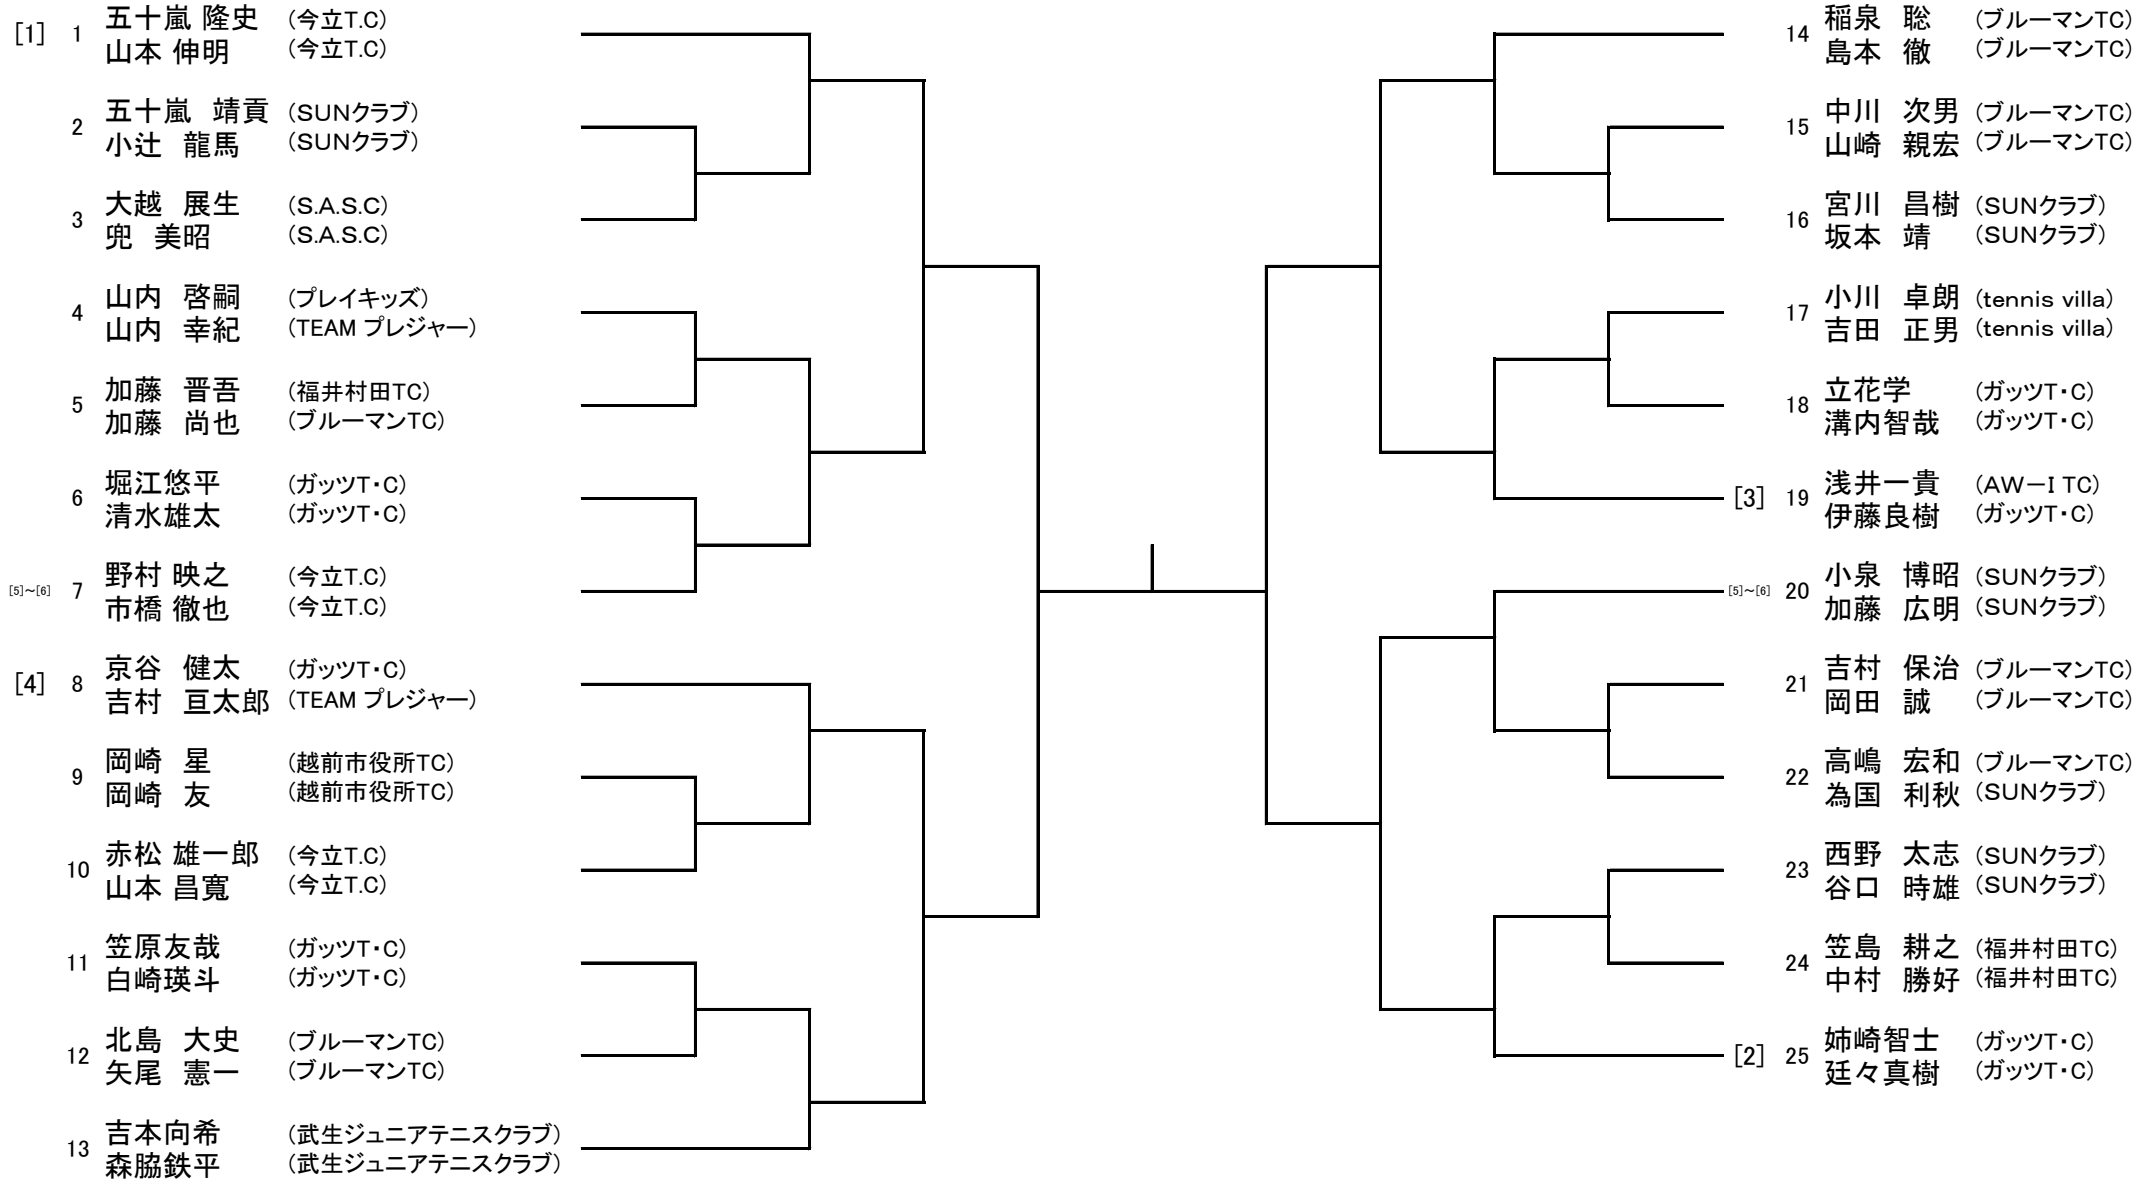 [1] 1 五十嵐 隆史 (今立T.C)
山本 伸明 (今立T.C)
2 五十嵐 靖貢 (SUNクラブ)
小辻 龍馬 (SUNクラブ)
3 大越 展生 (S.A.S.C)
兜 美昭 (S.A.S.C)
4 山内 啓嗣 (プレイキッズ)
山内 幸紀 (TEAM プレジャー)
5 加藤 晋吾 (福井村田TC)
加藤 尚也 (ブルーマンTC)
6 堀江悠平 (ガッツT・C)
清水雄太 (ガッツT・C)
[5]~[6] 7 野村 映之 (今立T.C)
市橋 徹也 (今立T.C)
[4] 8 京谷 健太 (ガッツT・C)
吉村 亘太郎 (TEAM プレジャー)
9 岡崎 星 (越前市役所TC)
岡崎 友 (越前市役所TC)
10 赤松 雄一郎 (今立T.C)
山本 昌寛 (今立T.C)
11 笠原友哉 (ガッツT・C)
白崎瑛斗 (ガッツT・C)
12 北島 大史 (ブルーマンTC)
矢尾 憲一 (ブルーマンTC)
13 吉本向希 (武生ジュニアテニスクラブ)
森脇鉄平 (武生ジュニアテニスクラブ)
14 稲泉 聡 (ブルーマンTC)
島本 徹 (ブルーマンTC)
15 中川 次男 (ブルーマンTC)
山崎 親宏 (ブルーマンTC)
16 宮川 昌樹 (SUNクラブ)
坂本 靖 (SUNクラブ)
17 小川 卓朗 (tennis villa)
吉田 正男 (tennis villa)
18 立花学 (ガッツT・C)
溝内智哉 (ガッツT・C)
[3] 19 浅井一貴 (AW－I TC)
伊藤良樹 (ガッツT・C)
[5]~[6] 20 小泉 博昭 (SUNクラブ)
加藤 広明 (SUNクラブ)
21 吉村 保治 (ブルーマンTC)
岡田 誠 (ブルーマンTC)
22 高嶋 宏和 (ブルーマンTC)
為国 利秋 (SUNクラブ)
23 西野 太志 (SUNクラブ)
谷口 時雄 (SUNクラブ)
24 笠島 耕之 (福井村田TC)
中村 勝好 (福井村田TC)
[2] 25 姉崎智士 (ガッツT・C)
廷々真樹 (ガッツT・C)